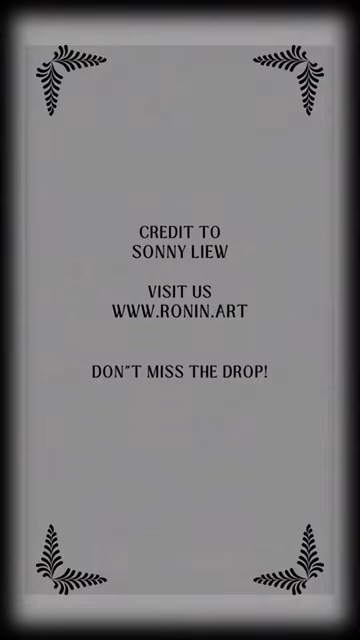 CREDIT TO
SONNY LIEW
VISIT US
WWW.RONIN.ART
DON"T MISS THE DROP!